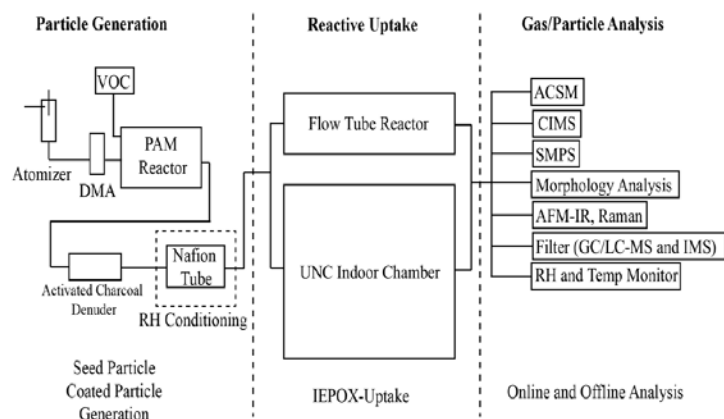 Particle Generation
VOC
Atomizer
DMA
PAM
Reactor
Activated Charcoal
Denuder
Nafion
Tube
RH Conditioning
Seed Particle
Coated Particle
Generation
Reactive Uptake
Flow Tube Reactor
UNC Indoor Chamber
IEPOX-Uptake
Gas/Particle Analysis
ACSM
CIMS
SMPS
Morphology Analysis
AFM-IR, Raman
Filter (GC/LC-MS and IMS)
RH and Temp Monitor
Online and Offline Analysis